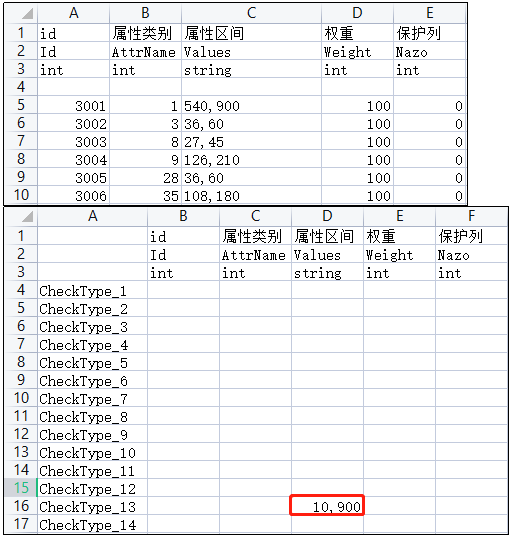 A B C D E
1 id 属性类别 属性区间 权重 保护列
2 Id AttrName Values Weight Nazo
3 int int string int int
4
5 3001 1 540,900 100 0
6 3002 3 36,60 100 0
7 3003 8 27,45 100 0
8 3004 9 126,210 100 0
9 3005 28 36,60 100 0
10 3006 35 108,180 100 0
A B C D E F
1 id 属性类别 属性区间 权重 保护列
2 Id AttrName Values Weight Nazo
3 int int string int int
4 CheckType_1
5 CheckType_2
6 CheckType_3
7 CheckType_4
8 CheckType_5
9 CheckType_6
10 CheckType_7
11 CheckType_8
12 CheckType_9
13 CheckType_10
14 CheckType_11
15 CheckType_12
16 CheckType_13 10,900
17 CheckType_14